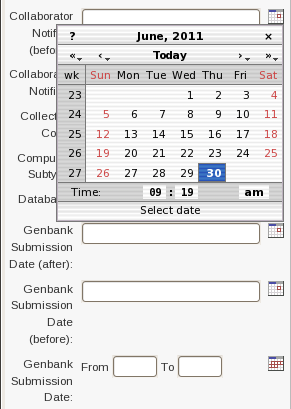 Collaborator
Notifi
(befo
? June, 2011 ×
« ‹ Today › »
wk Sun Mon Tue Wed Thu Fri Sat
23 1 2 3 4
24 5 6 7 8 9 10 11
25 12 13 14 15 16 17 18
26 19 20 21 22 23 24 25
27 26 27 28 29 30
Time: 09 : 19 am
Select date
Collabora
Notifi
Collect
Co
Compu
Subty
Databa
Genbank
Submission
Date (after):
Genbank
Submission
Date
(before):
Genbank
Submission
Date:
From To